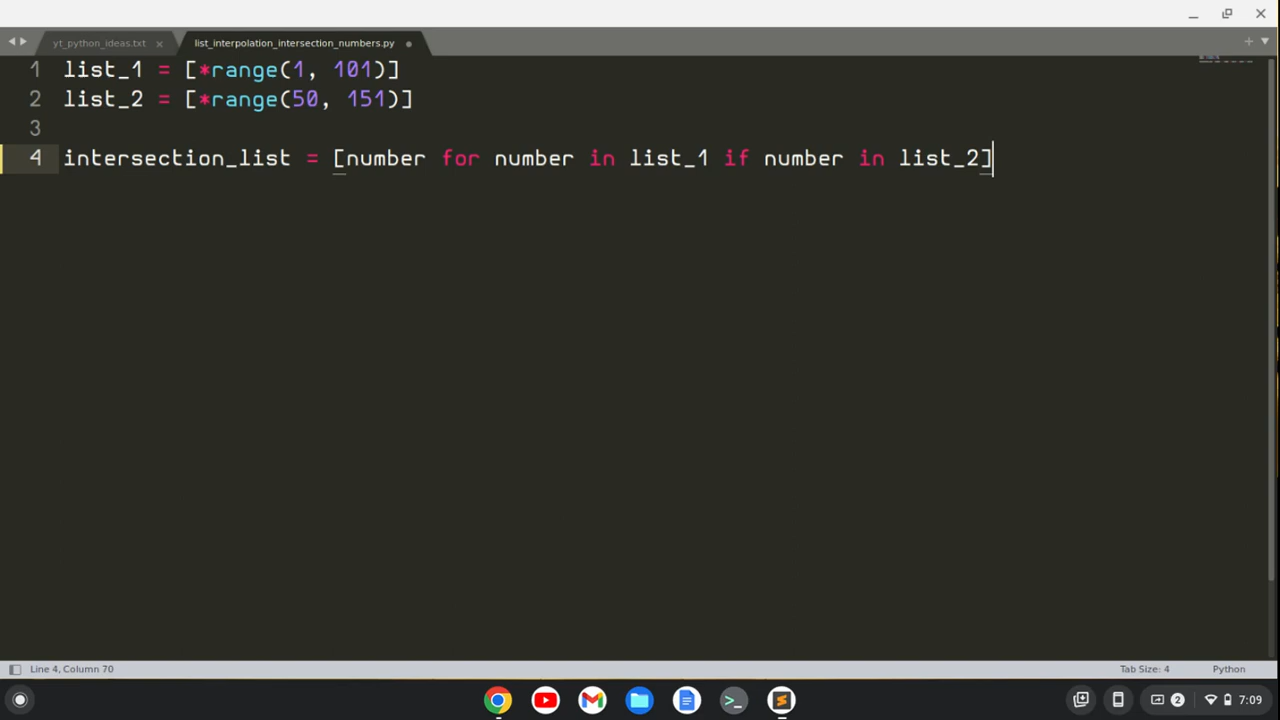 yt_python_ideas.txt
list_interpolation_intersection_numbers.py
1 list_1 = [*range(1, 101)]
2 list_2 = [*range(50, 151)]
3
4 intersection_list = [number for number in list_1 if number in list_2]
Line 4, Column 70
Tab Size: 4
Python
2
7:09